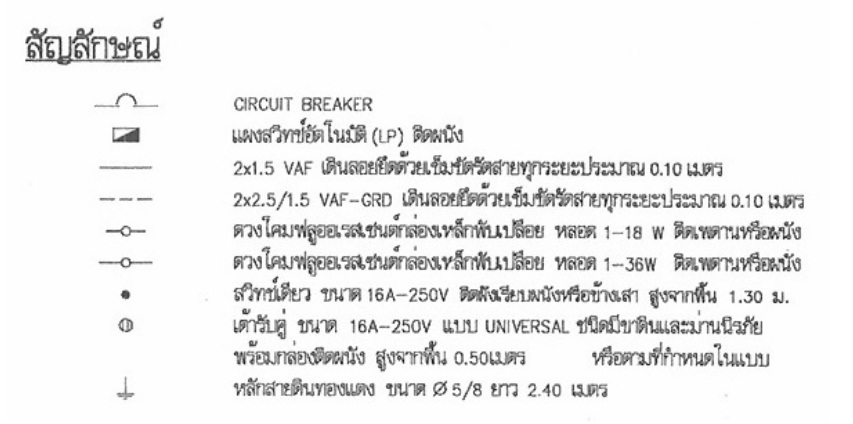 สัญลักษณ์
CIRCUIT BREAKER
แผงสวิทช์อัตโนมัติ (LP) ติดผนัง
2x1.5 VAF เดินลอยยึดด้วยเข็มขัดรัดสายทุกระยะประมาณ 0.10 เมตร
2x2.5/1.5 VAF-GRD เดินลอยยึดด้วยเข็มขัดรัดสายทุกระยะประมาณ 0.10 เมตร
ดวงโคมฟลูออเรสเซนต์กล่องเหล็กพับเปลือย หลอด 1-18 W ติดเพดานหรือผนัง
ดวงโคมฟลูออเรสเซนต์กล่องเหล็กพับเปลือย หลอด 1-36W ติดเพดานหรือผนัง
สวิทช์เดียว ขนาด 16A-250V ติดฝังเรียบผนังหรือข้างเสา สูงจากพื้น 1.30 ม.
เต้ารับคู่ ขนาด 16A-250V แบบ UNIVERSAL ชนิดมีขาดินและม่านนิรภัย
พร้อมกล่องติดผนัง สูงจากพื้น 0.50เมตร หรือตามที่กำหนดในแบบ
หลักสายดินทองแดง ขนาด Ø 5/8 ยาว 2.40 เมตร